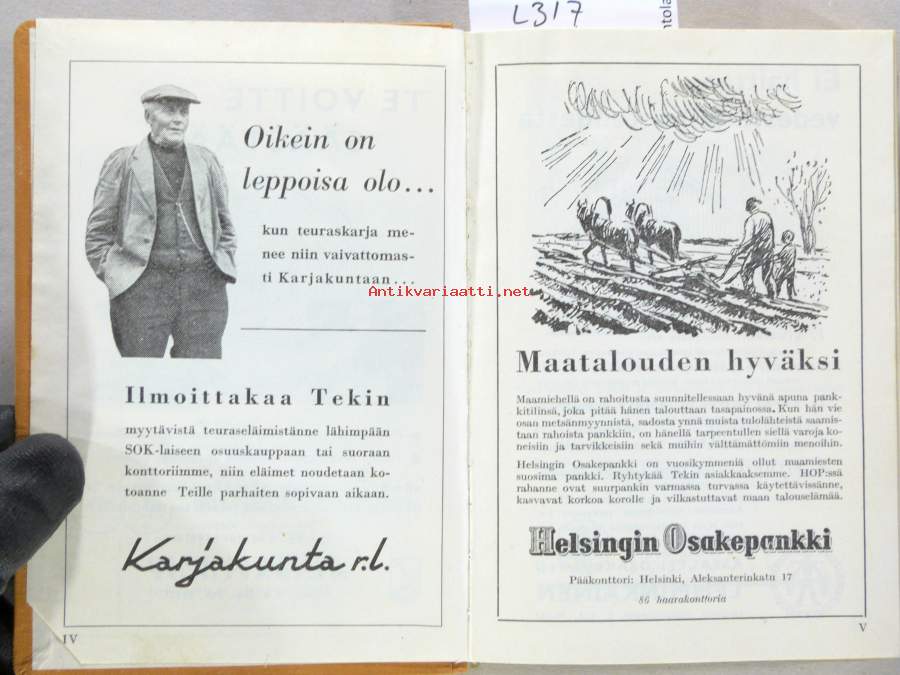 L317
Oikein on
leppoisa olo...
kun teuraskarja me-
nee niin vaivattomas-
ti Karjakuntaan...
Ilmoittakaa Tekin
myytävistä teuraseläimistänne lähimpään
SOK-laiseen osuuskauppaan tai suoraan
konttoriimme, niin eläimet noudetaan ko-
toanne Teille parhaiten sopivaan aikaan.
Karjakunta r.l.
IV
Antikvariaatti.net
Maatalouden hyväksi
Maamiehellä on rahoitusta suunnitellessaan hyvänä apuna pank-
kitilinsä, joka pitää hänen talouttaan tasapainossa. Kun hän vie
osan metsänmyynnistä, sadosta ynnä muista tulolähteistä saamis-
taan rahoista pankkiin, on hänellä tarpeentullen siellä varoja ko-
neisiin ja tarvikkeisiin sekä muihin välttämättömiin menoihin.
Helsingin Osakepankki on vuosikymmeniä ollut maamiesten
suosima pankki. Ryhtykää Tekin asiakkaaksemme. HOP:ssä
rahanne ovat suurpankin varmassa turvassa käytettävissänne,
kasvavat korkoa korolle ja vilkastuttavat maan talouselämää.
Helsingin Osakepankki
Pääkonttori: Helsinki, Aleksanterinkatu 17
86 haarakonttoria
V